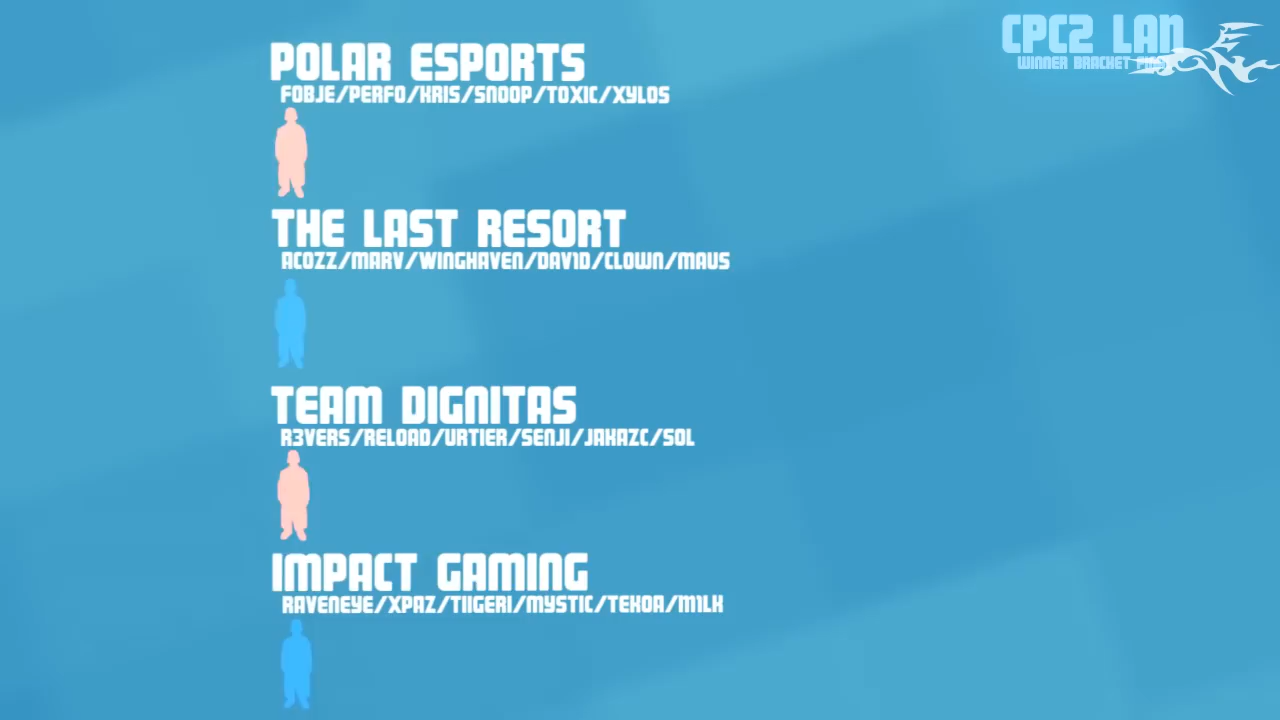 CPC2 LAN
WINNER BRACKET
POLAR ESPORTS
FOBJE/PERFO/KRIS/SNOOP/TOXIC/XYLOS
THE LAST RESORT
ACOZZ/MARV/WINGHAVEN/DAV1D/CLOWN/MAUS
TEAM DIGNITAS
R3VERS/RELOAD/URTIER/SENJI/JAKAZC/SOL
IMPACT GAMING
RAVENEYE/XPAZ/TIIGERI/MYSTIC/TEKOA/M1LK